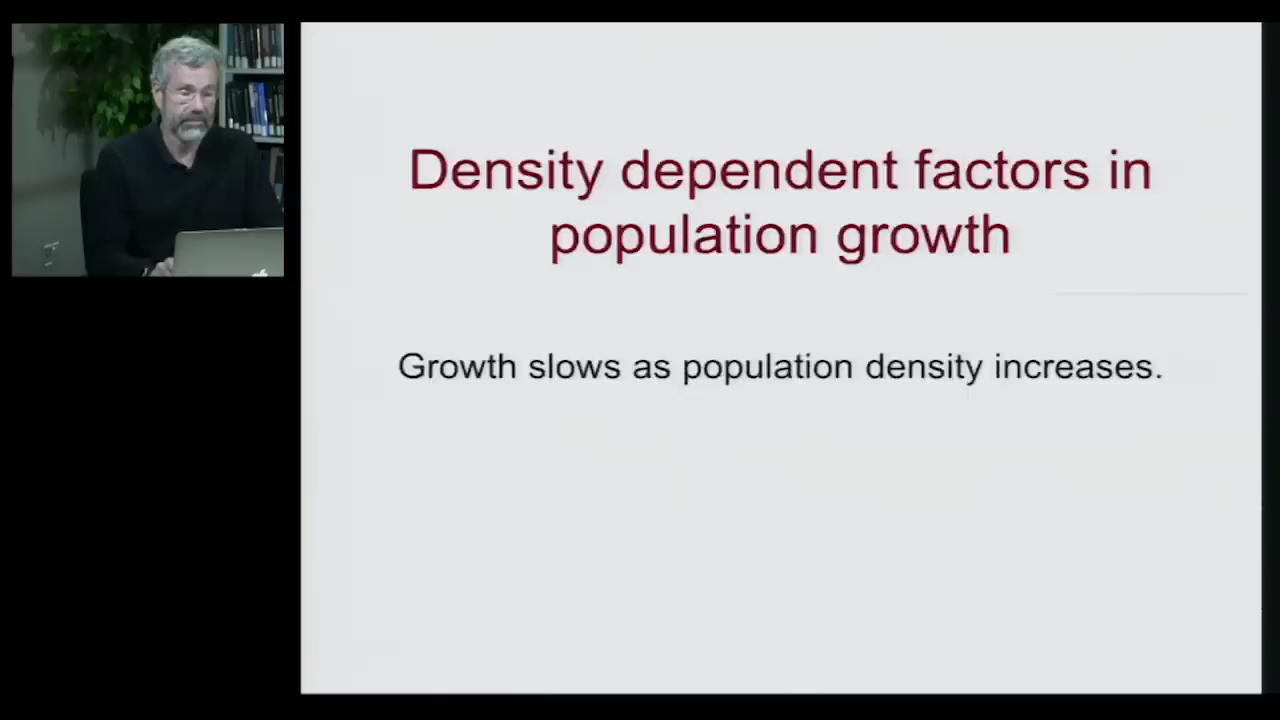 Density dependent factors in
population growth
Growth slows as population density increases.